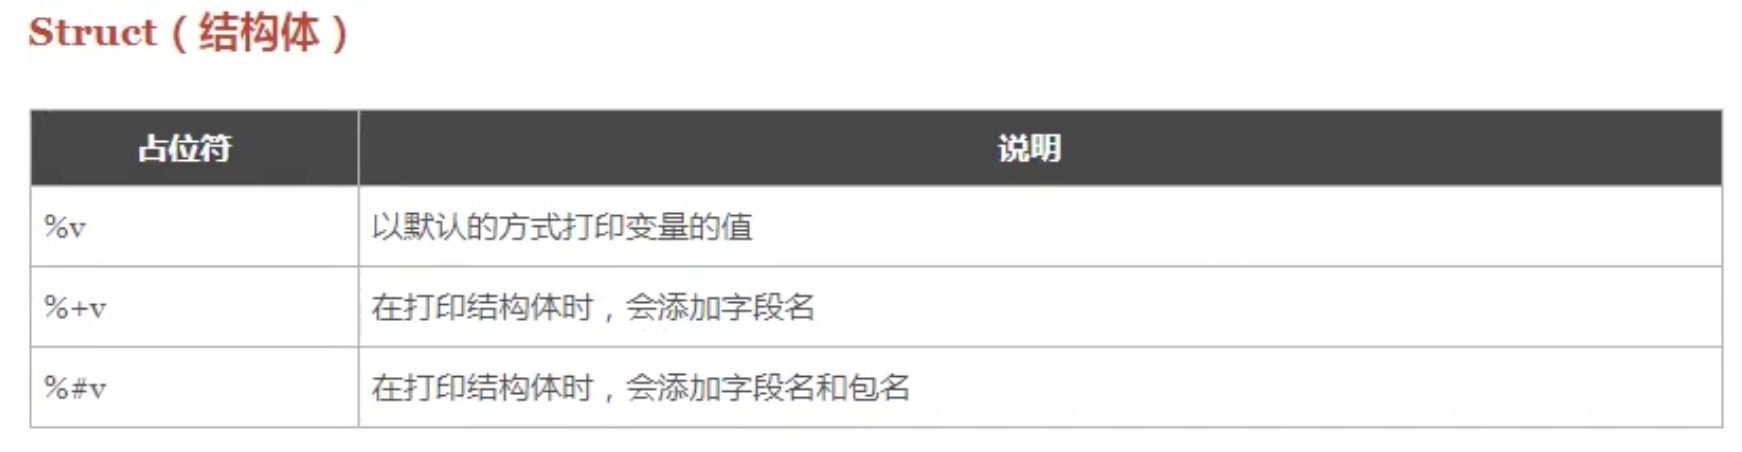 Struct（结构体）
占位符 说明
%v 以默认的方式打印变量的值
%+v 在打印结构体时，会添加字段名
%#v 在打印结构体时，会添加字段名和包名